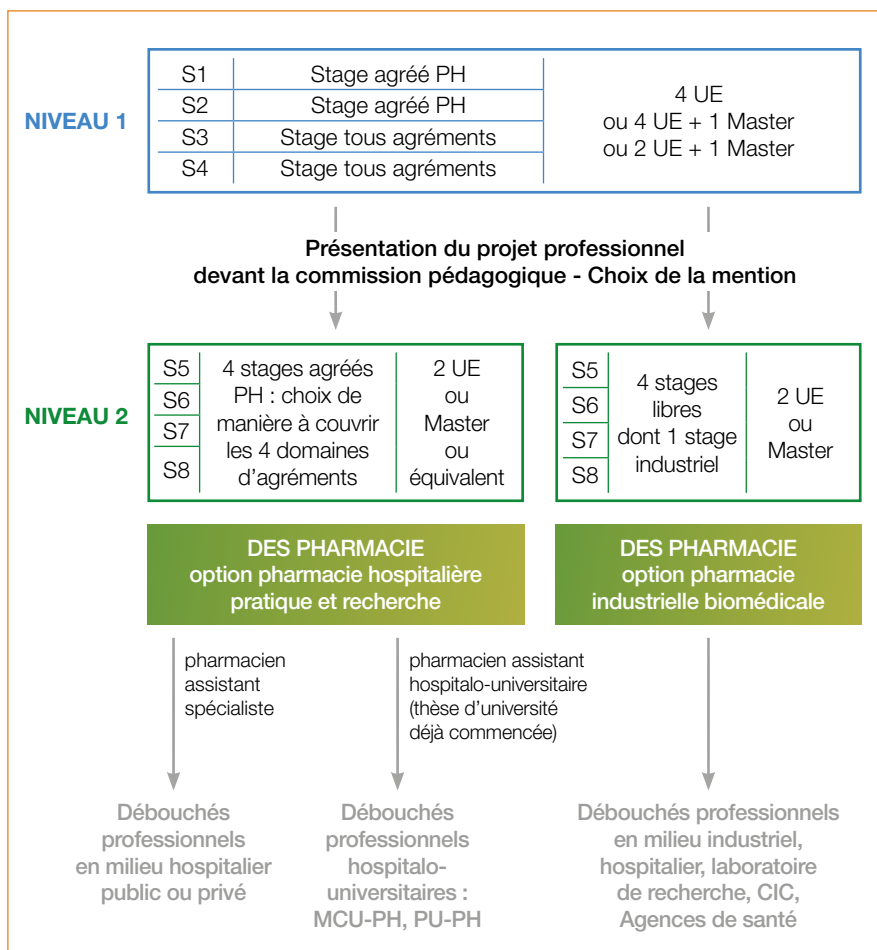 NIVEAU 1
S1 Stage agréé PH
S2 Stage agréé PH
S3 Stage tous agréments
S4 Stage tous agréments
4 UE
ou 4 UE + 1 Master
ou 2 UE + 1 Master
Présentation du projet professionnel
devant la commission pédagogique - Choix de la mention
NIVEAU 2
S5
S6
S7
S8
4 stages agréés
PH : choix de
manière à couvrir
les 4 domaines
d'agréments
2 UE
ou
Master
ou
équivalent
S5
S6
S7
S8
4 stages
libres
dont 1 stage
industriel
2 UE
ou
Master
DES PHARMACIE
option pharmacie hospitalière
pratique et recherche
DES PHARMACIE
option pharmacie
industrielle biomédicale
pharmacien
assistant
spécialiste
pharmacien assistant
hospitalo-universitaire
(thèse d'université
déjà commencée)
Débouchés
professionnels
en milieu hospitalier
public ou privé
Débouchés
professionnels
hospitalo-
universitaires :
MCU-PH, PU-PH
Débouchés professionnels
en milieu industriel,
hospitalier, laboratoire
de recherche, CIC,
Agences de santé